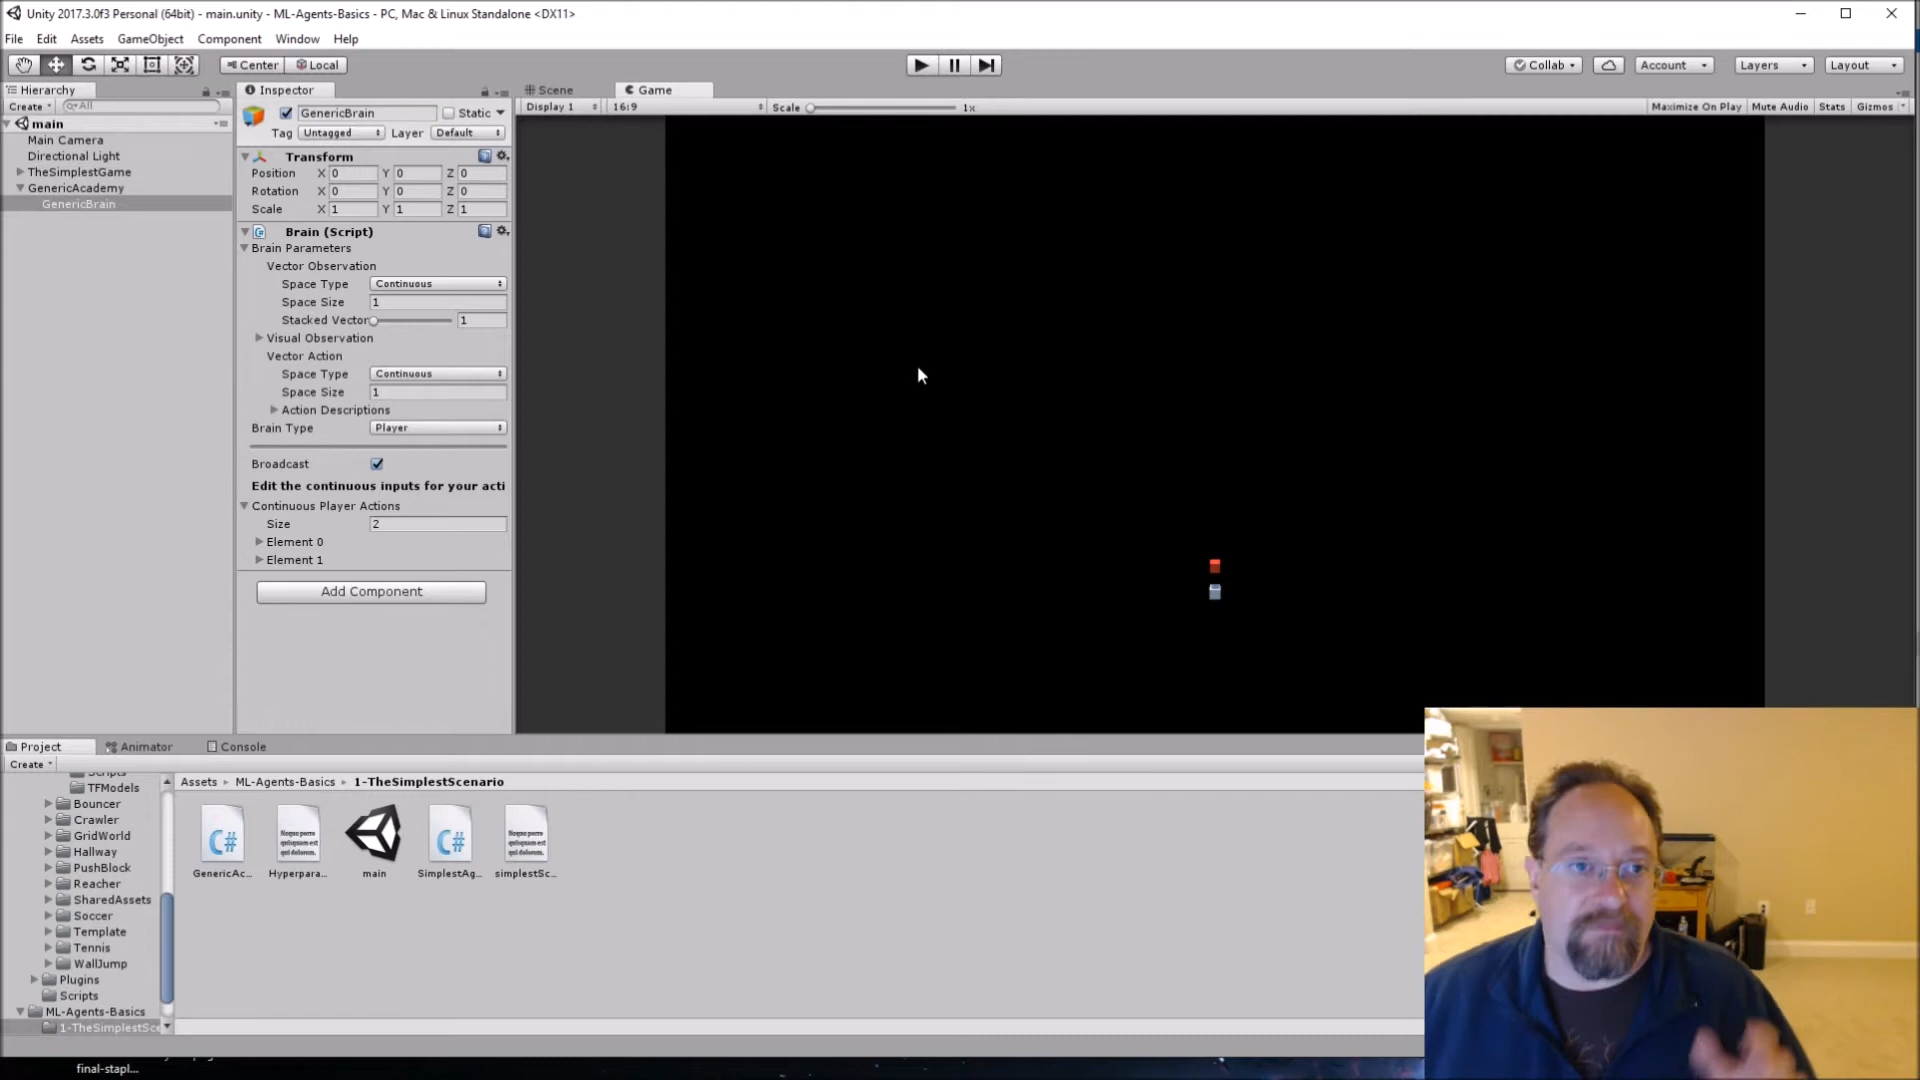 Unity 2017.3.0f3 Personal (64bit) - main.unity - ML-Agents-Basics - PC, Mac & Linux Standalone <DX11>
File Edit Assets GameObject Component Window Help
Center Local Collab Account Layers Layout
Hierarchy
Create All
main
Main Camera
Directional Light
TheSimplestGame
GenericAcademy
GenericBrain
Inspector
GenericBrain Static
Tag Untagged Layer Default
Transform
Position X 0 Y 0 Z 0
Rotation X 0 Y 0 Z 0
Scale X 1 Y 1 Z 1
Brain (Script)
Brain Parameters
Vector Observation
Space Type Continuous
Space Size 1
Stacked Vector 1
Visual Observation
Vector Action
Space Type Continuous
Space Size 1
Action Descriptions
Brain Type Player
Broadcast
Edit the continuous inputs for your acti
Continuous Player Actions
Size 2
Element 0
Element 1
Add Component
Scene Game
Display 1 16:9 Scale 1x Maximize On Play Mute Audio Stats Gizmos
Project Animator Console
Create
Scripts
TFModels
Bouncer
Crawler
GridWorld
Hallway
PushBlock
Reacher
SharedAssets
Soccer
Template
Tennis
WallJump
Plugins
Scripts
ML-Agents-Basics
1-TheSimplestSce
Assets ML-Agents-Basics 1-TheSimplestScenario
C# C#
GenericAc... Hyperpara... main SimplestAg... simplestSc...
final-stapl...